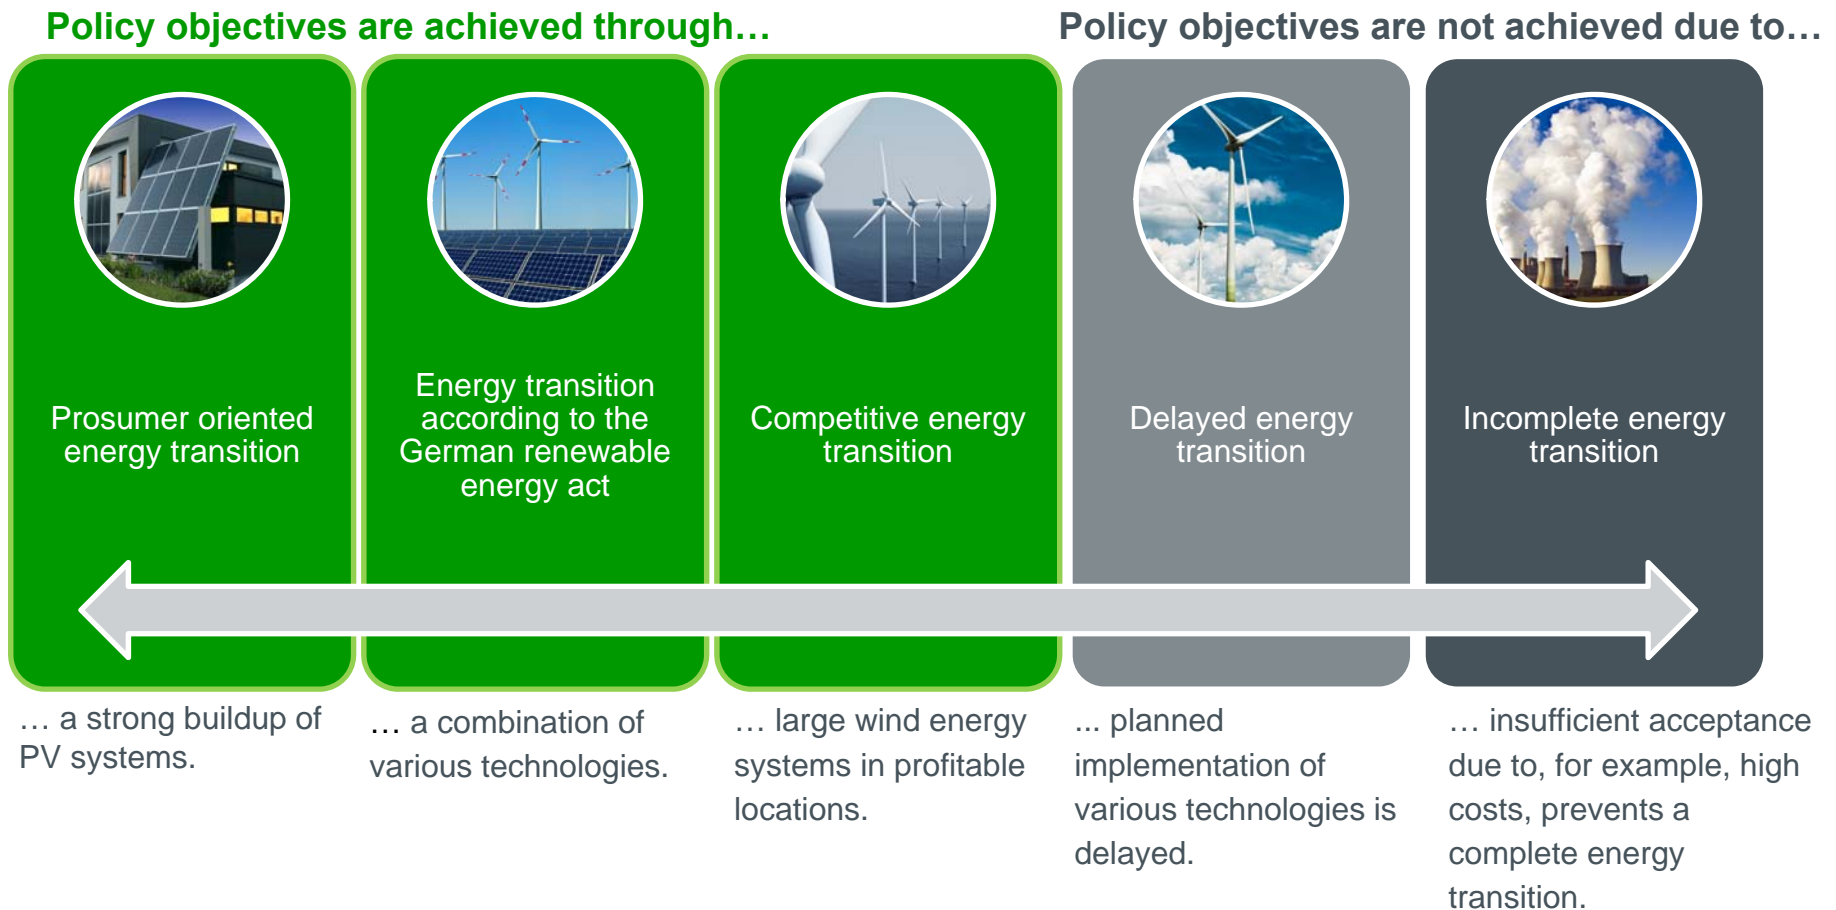 Policy objectives are achieved through…
Policy objectives are not achieved due to…
Prosumer oriented
energy transition
Energy transition
according to the
German renewable
energy act
Competitive energy
transition
Delayed energy
transition
Incomplete energy
transition
… a strong buildup of
PV systems.
… a combination of
various technologies.
… large wind energy
systems in profitable
locations.
... planned
implementation of
various technologies is
delayed.
… insufficient acceptance
due to, for example, high
costs, prevents a
complete energy
transition.